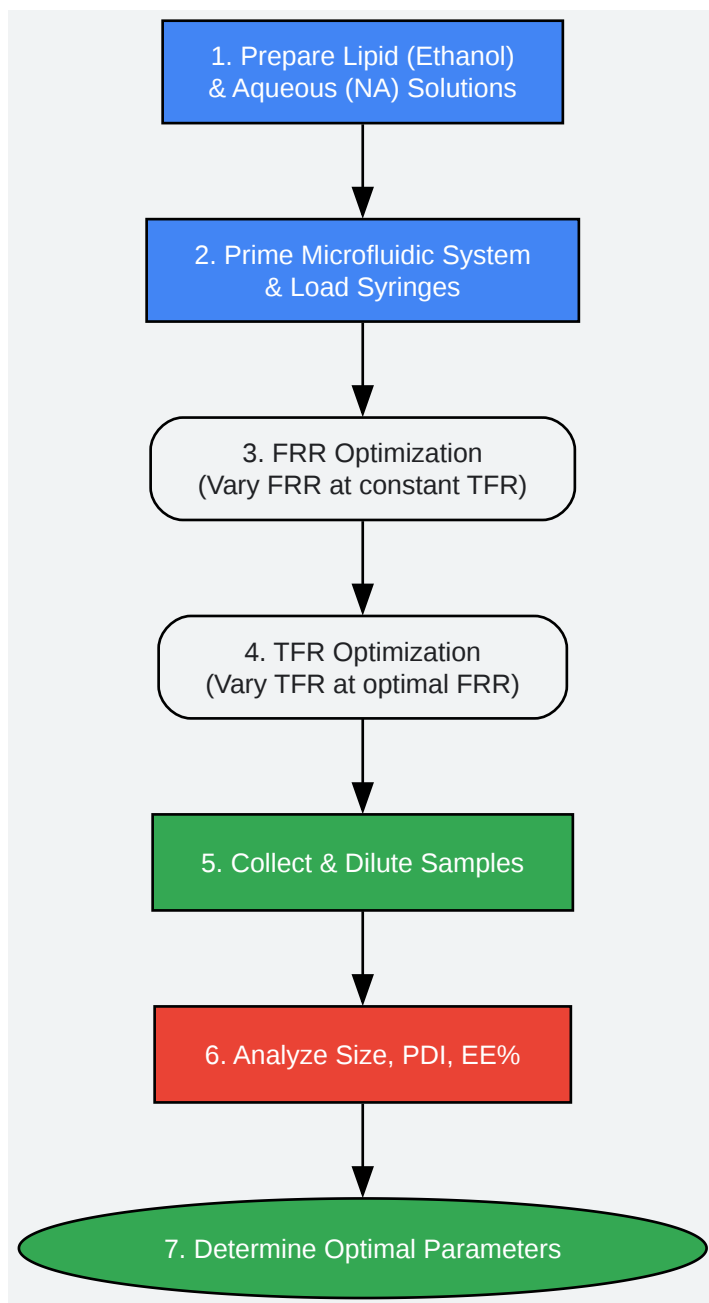 1. Prepare Lipid (Ethanol)
& Aqueous (NA) Solutions
2. Prime Microfluidic System
& Load Syringes
3. FRR Optimization
(Vary FRR at constant TFR)
4. TFR Optimization
(Vary TFR at optimal FRR)
5. Collect & Dilute Samples
6. Analyze Size, PDI, EE%
7. Determine Optimal Parameters